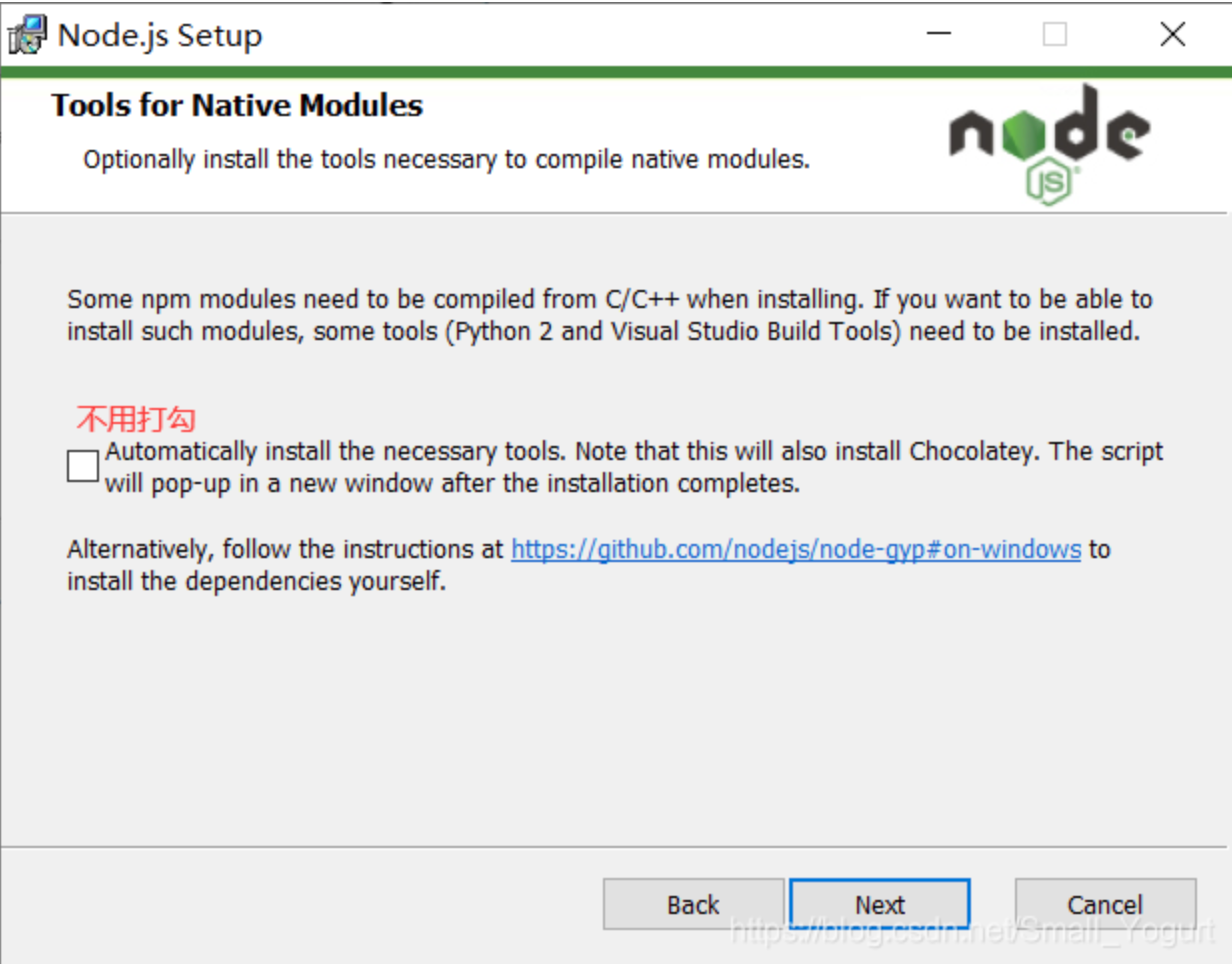 Node.js Setup
Tools for Native Modules
Optionally install the tools necessary to compile native modules.
node
JS
Some npm modules need to be compiled from C/C++ when installing. If you want to be able to
install such modules, some tools (Python 2 and Visual Studio Build Tools) need to be installed.
不用打勾
Automatically install the necessary tools. Note that this will also install Chocolatey. The script
will pop-up in a new window after the installation completes.
Alternatively, follow the instructions at https://github.com/nodejs/node-gyp#on-windows to
install the dependencies yourself.
Back
Next
Cancel
https://blog.csdn.net/Small_Yogurt